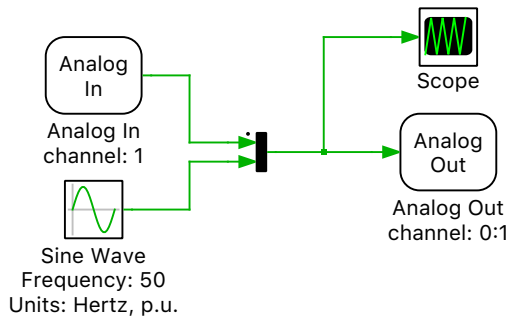 Analog
In
Analog In
channel: 1
Sine Wave
Frequency: 50
Units: Hertz, p.u.
Scope
Analog
Out
Analog Out
channel: 0:1